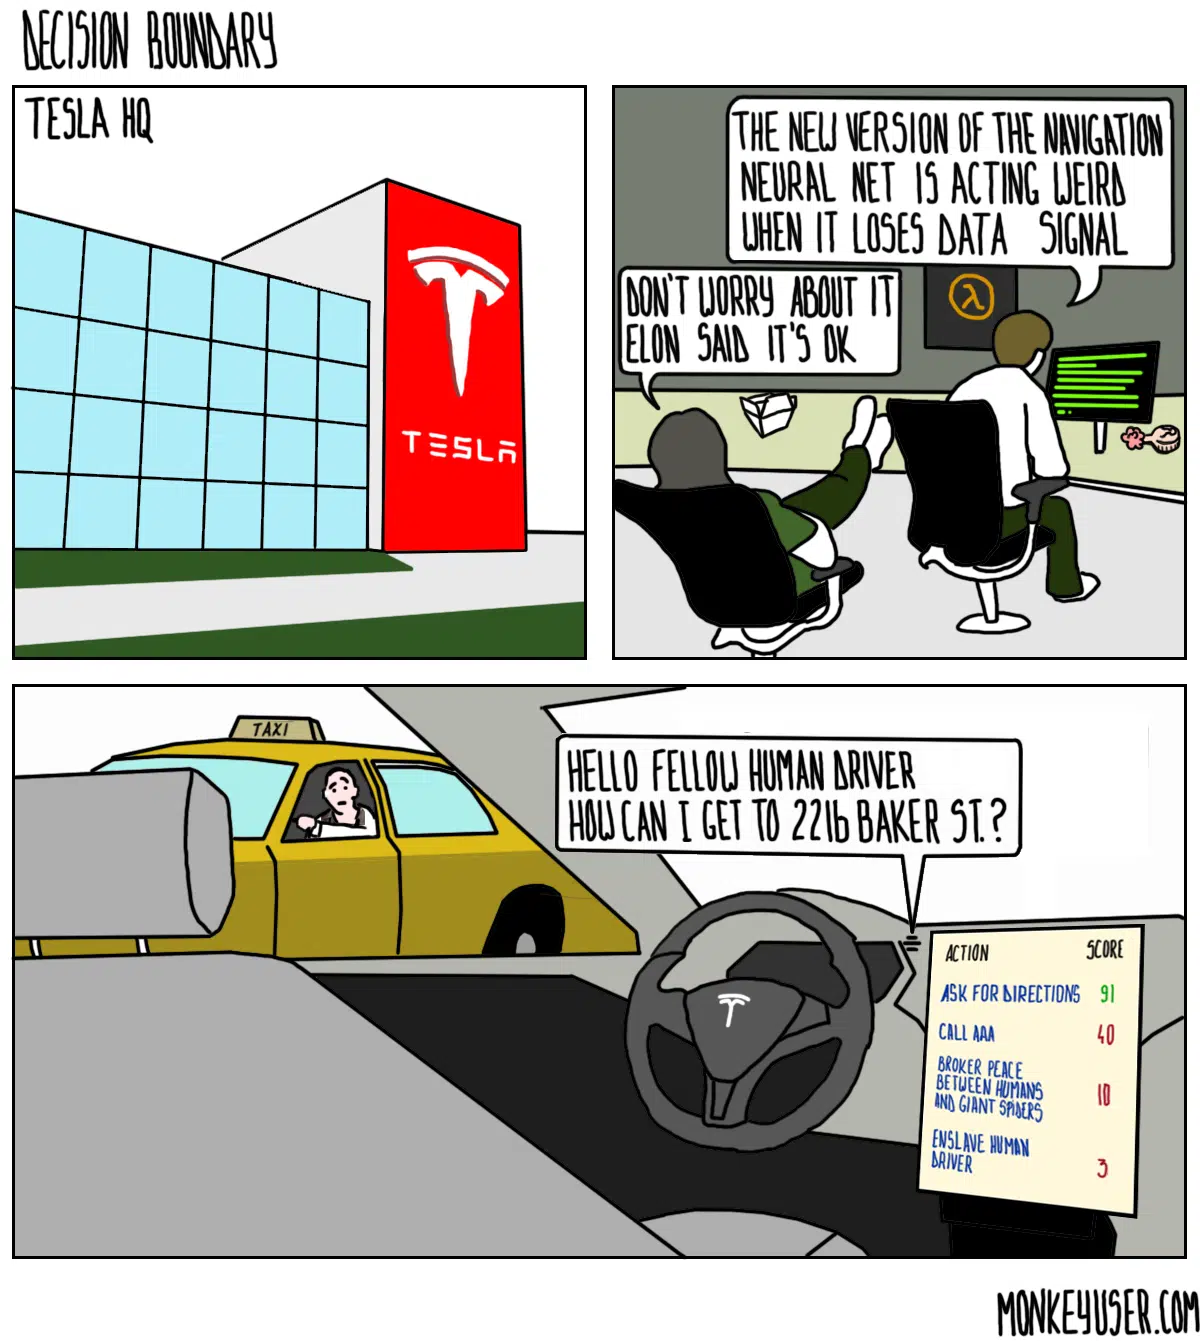 DECISION BOUNDARY
TESLA HQ
TESLA
THE NEW VERSION OF THE NAVIGATION
NEURAL NET IS ACTING WEIRD
WHEN IT LOSES DATA SIGNAL
DON'T WORRY ABOUT IT
ELON SAID IT'S OK
λ
TAXI
HELLO FELLOW HUMAN DRIVER
HOW CAN I GET TO 221b BAKER ST.?
ACTION SCORE
ASK FOR DIRECTIONS 91
CALL AAA 40
BROKER PEACE
BETWEEN HUMANS 10
AND GIANT SPIDERS
ENSLAVE HUMAN
DRIVER 3
MONKEYUSER.COM